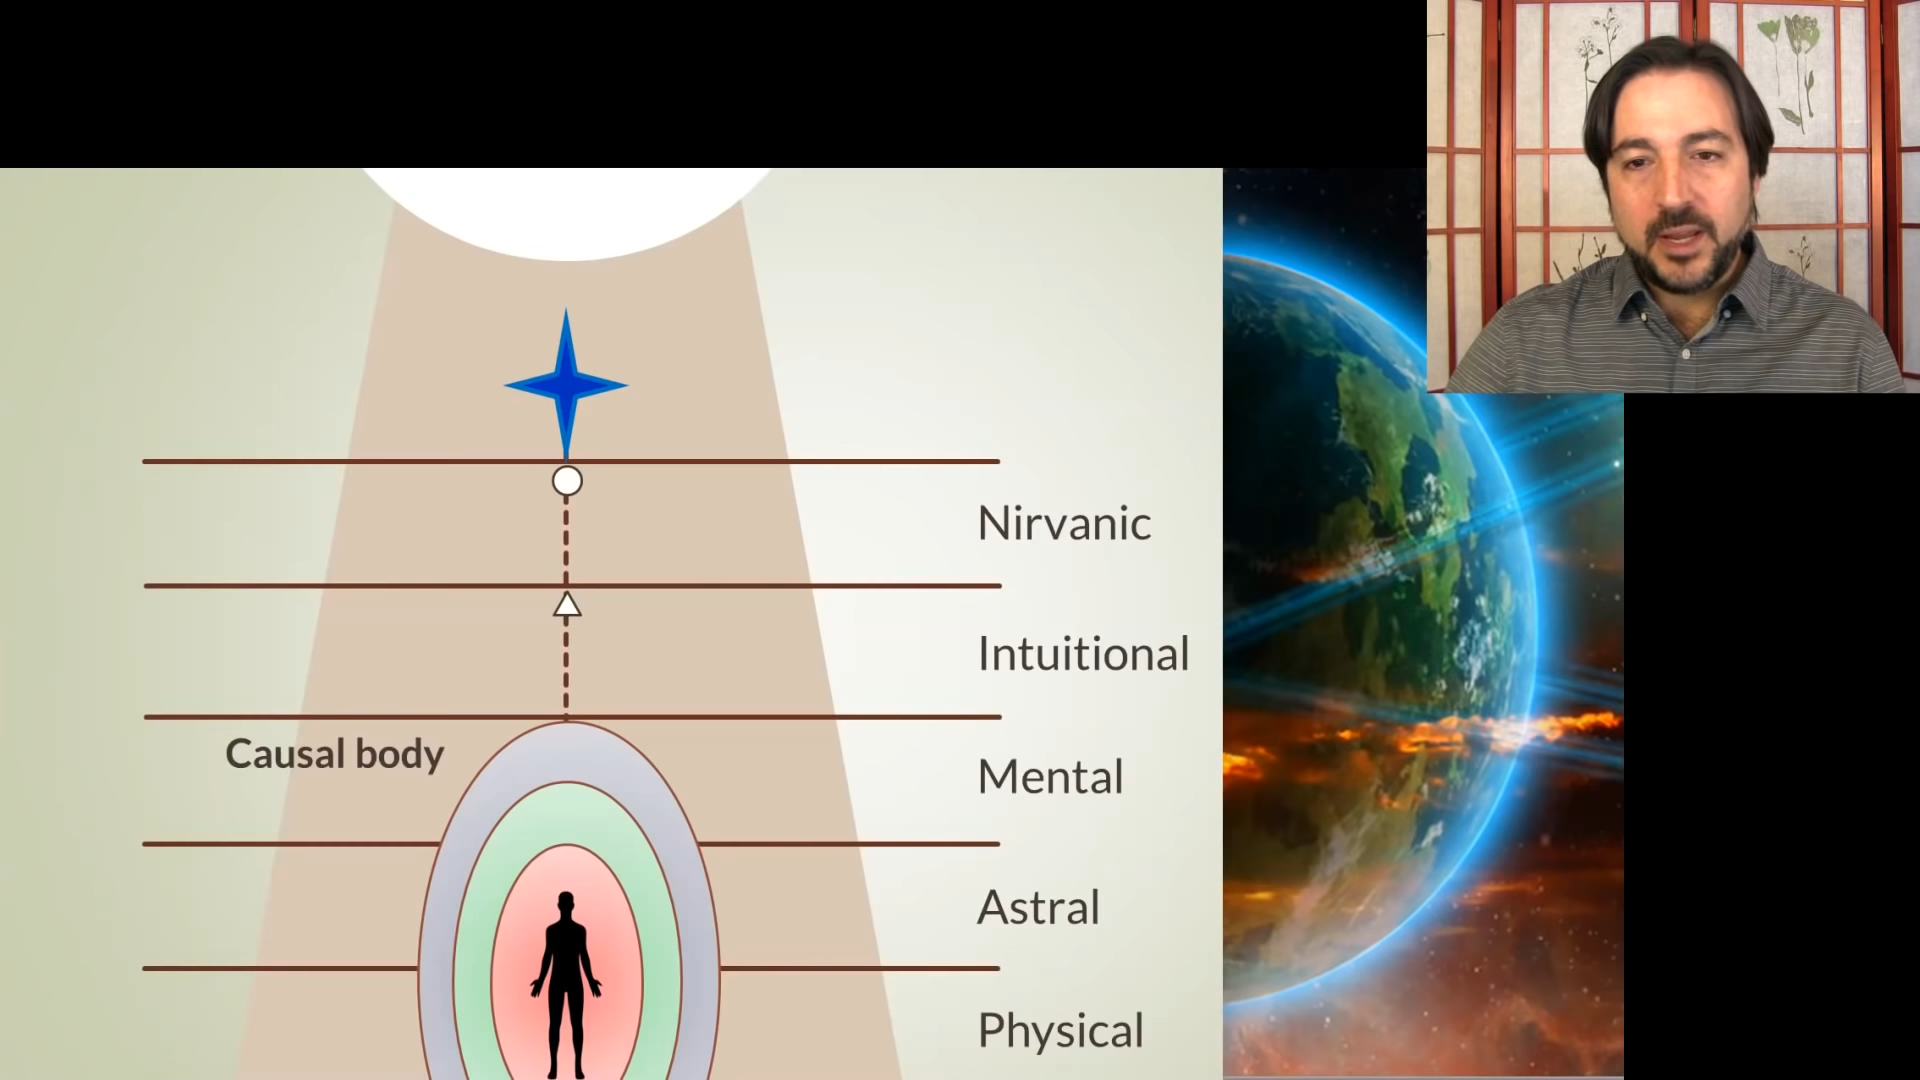 Nirvanic
Intuitional
Causal body
Mental
Astral
Physical